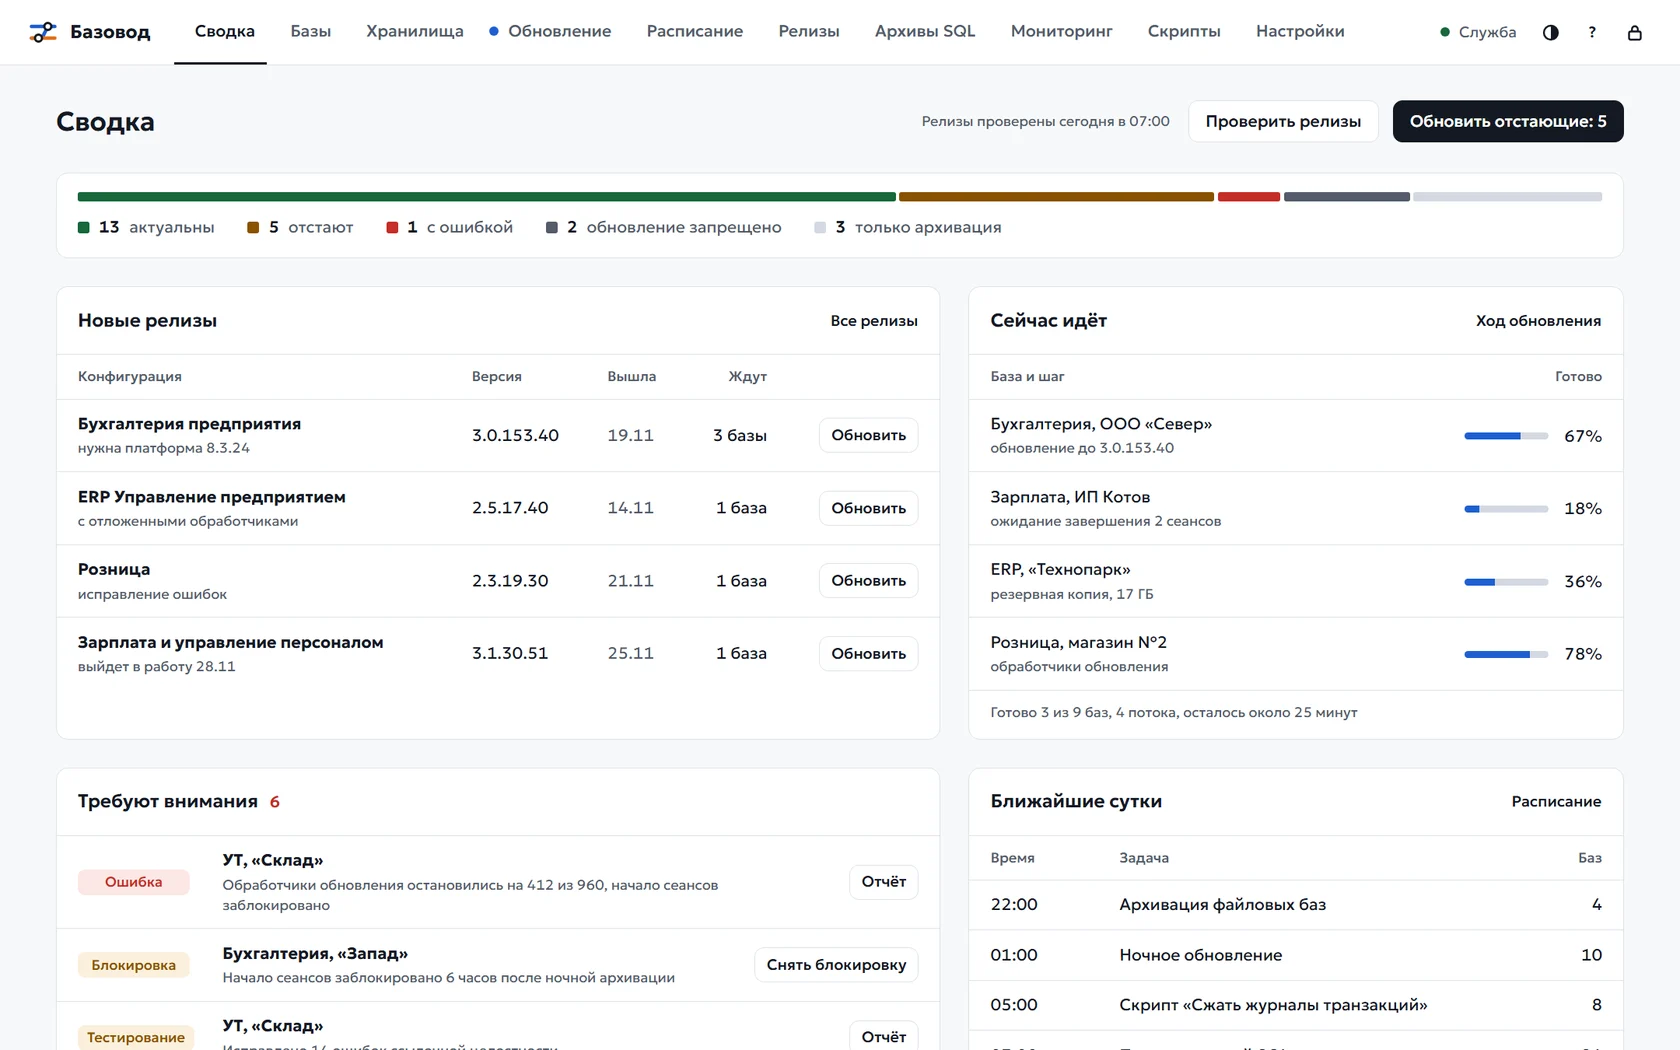 Базовод
Сводка
Базы
Хранилища
Обновление
Расписание
Релизы
Архивы SQL
Мониторинг
Скрипты
Настройки
Служба
?
Сводка
Релизы проверены сегодня в 07:00
Проверить релизы
Обновить отстающие: 5
13 актуальны
5 отстают
1 с ошибкой
2 обновление запрещено
3 только архивация
Новые релизы
Все релизы
Конфигурация Версия Вышла Ждут
Бухгалтерия предприятия
нужна платформа 8.3.24
3.0.153.40 19.11 3 базы Обновить
ERP Управление предприятием
с отложенными обработчиками
2.5.17.40 14.11 1 база Обновить
Розница
исправление ошибок
2.3.19.30 21.11 1 база Обновить
Зарплата и управление персоналом
выйдет в работу 28.11
3.1.30.51 25.11 1 база Обновить
Сейчас идёт
Ход обновления
База и шаг Готово
Бухгалтерия, ООО «Север»
обновление до 3.0.153.40
67%
Зарплата, ИП Котов
ожидание завершения 2 сеансов
18%
ERP, «Технопарк»
резервная копия, 17 ГБ
36%
Розница, магазин №2
обработчики обновления
78%
Готово 3 из 9 баз, 4 потока, осталось около 25 минут
Требуют внимания 6
Ошибка
УТ, «Склад»
Обработчики обновления остановились на 412 из 960, начало сеансов
заблокировано
Отчёт
Блокировка
Бухгалтерия, «Запад»
Начало сеансов заблокировано 6 часов после ночной архивации
Снять блокировку
Тестирование
УТ, «Склад»
Отчёт
Ближайшие сутки
Расписание
Время Задача Баз
22:00 Архивация файловых баз 4
01:00 Ночное обновление 10
05:00 Скрипт «Сжать журналы транзакций» 8